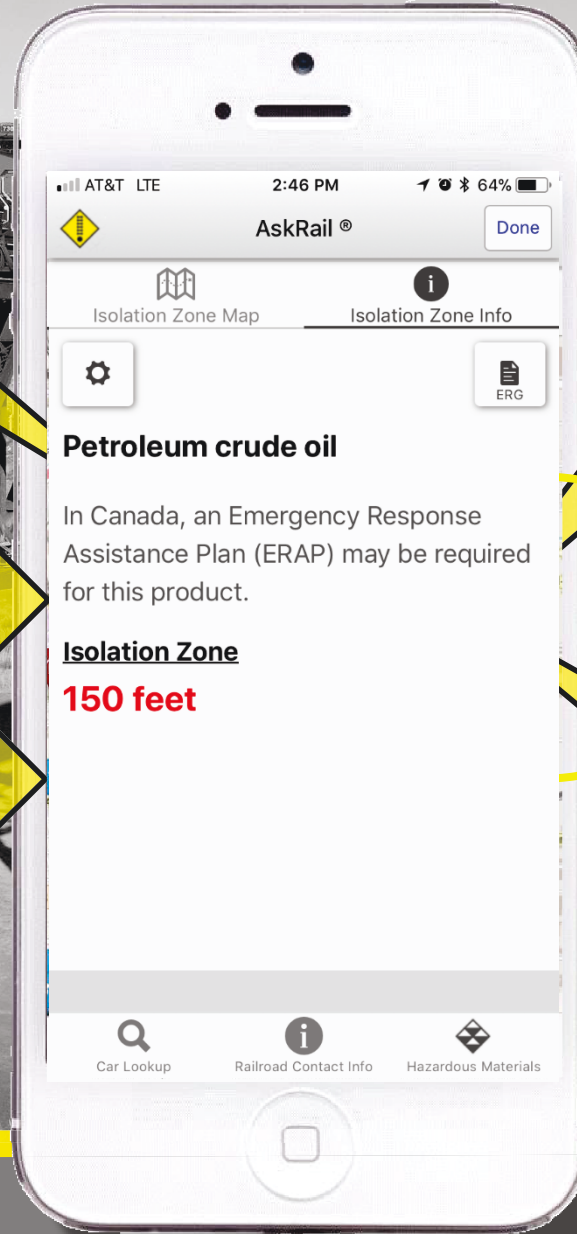 AT&T LTE 2:46 PM 64%
AskRail ® Done
Isolation Zone Map Isolation Zone Info
ERG
Petroleum crude oil
In Canada, an Emergency Response
Assistance Plan (ERAP) may be required
for this product.
Isolation Zone
150 feet
Car Lookup Railroad Contact Info Hazardous Materials